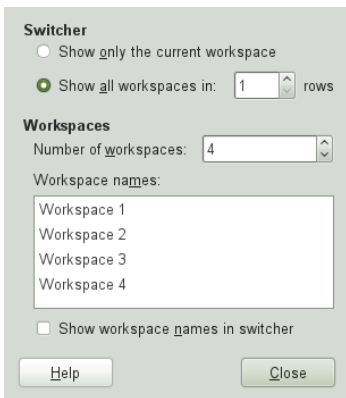 Switcher
Show only the current workspace
Show all workspaces in: 1 rows
Workspaces
Number of workspaces: 4
Workspace names:
Workspace 1
Workspace 2
Workspace 3
Workspace 4
Show workspace names in switcher
Help Close